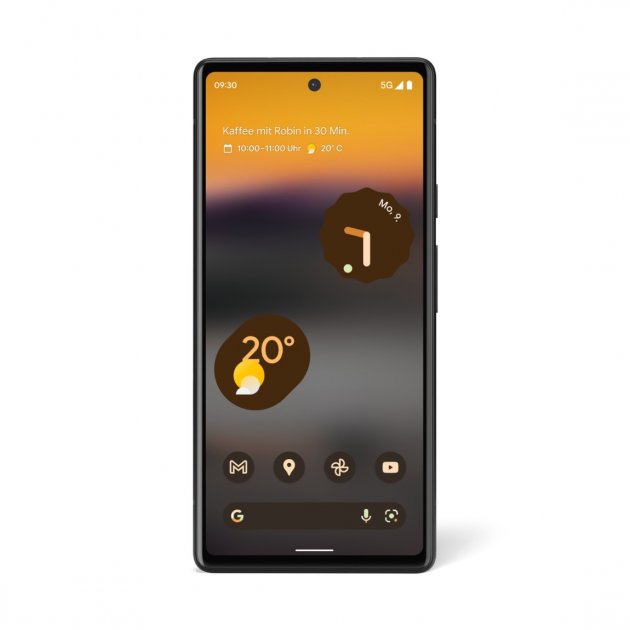 09:30
5G
Kaffee mit Robin in 30 Min.
10:00–11:00 Uhr 20° C
Mo, 9.
20°
G